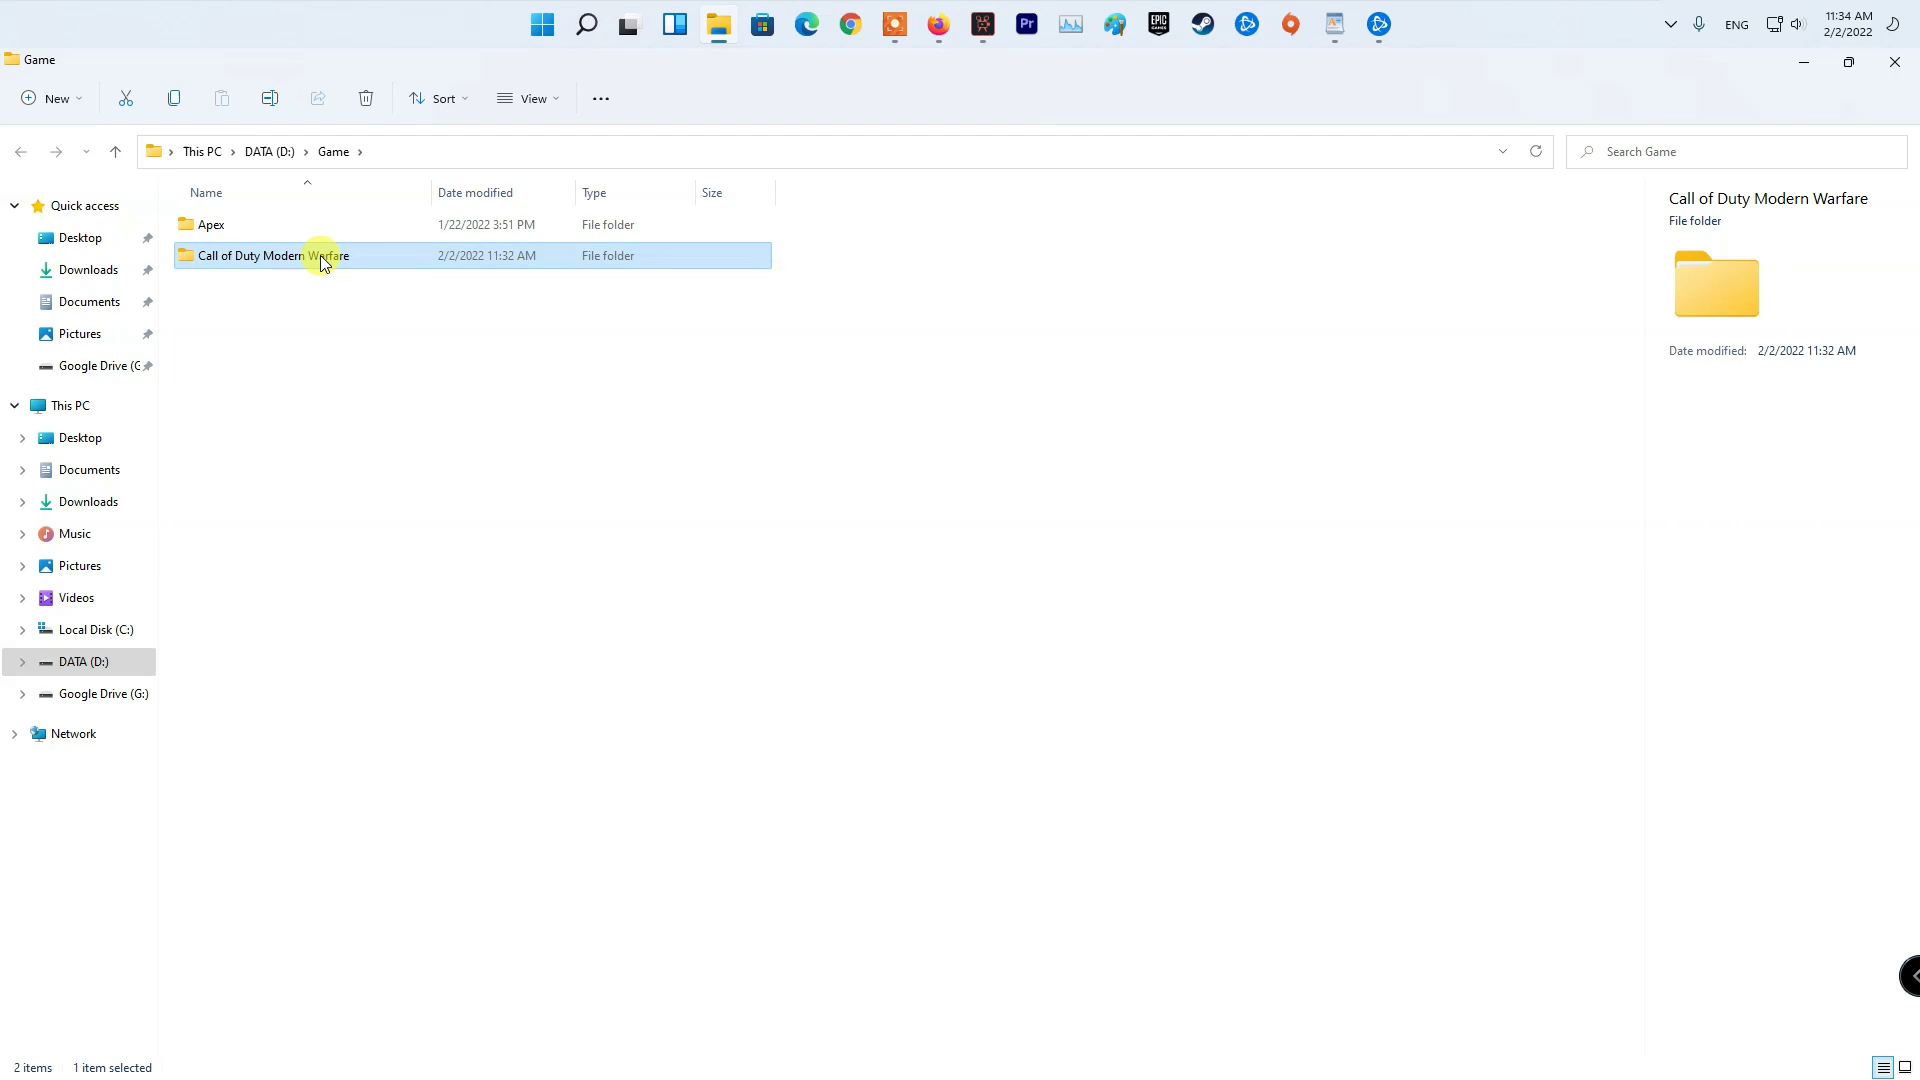 ENG
11:34 AM
2/2/2022
Pr
EPIC
GAMES
Game
New
Sort
View
This PC
DATA (D:)
Game
Search Game
Name
Date modified
Type
Size
Apex
1/22/2022 3:51 PM
File folder
Call of Duty Modern Warfare
2/2/2022 11:32 AM
File folder
Quick access
Desktop
Downloads
Documents
Pictures
Google Drive (G
This PC
Desktop
Documents
Downloads
Music
Pictures
Videos
Local Disk (C:)
DATA (D:)
Google Drive (G:)
Network
Call of Duty Modern Warfare
File folder
Date modified: 2/2/2022 11:32 AM
2 items
1 item selected